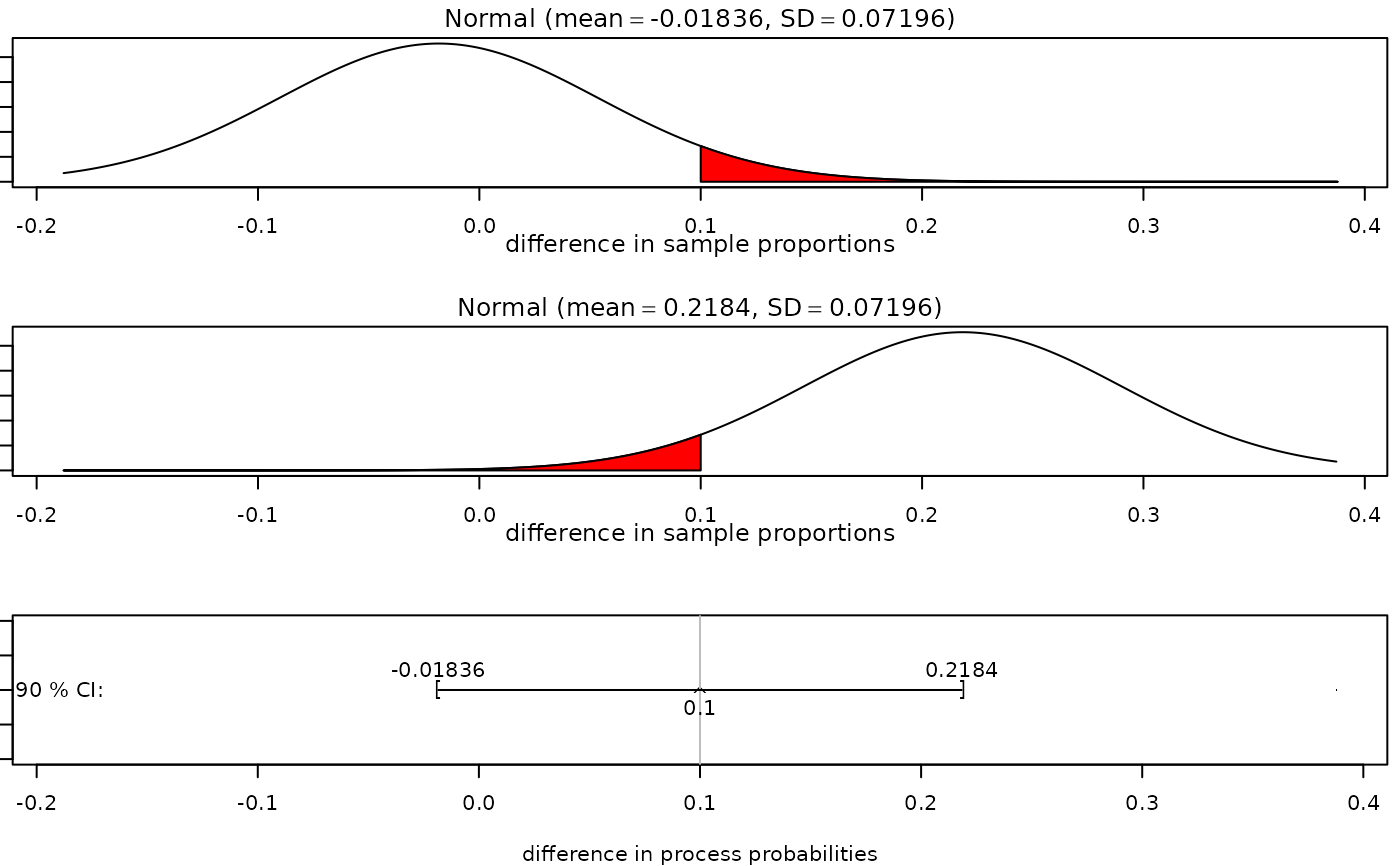 Normal (mean = -0.01836, SD = 0.07196)
-0.2 -0.1 0.0 0.1 0.2 0.3 0.4
difference in sample proportions
Normal (mean = 0.2184, SD = 0.07196)
-0.2 -0.1 0.0 0.1 0.2 0.3 0.4
difference in sample proportions
-0.01836 0.2184
90 % CI:
0.1
-0.2 -0.1 0.0 0.1 0.2 0.3 0.4
difference in process probabilities